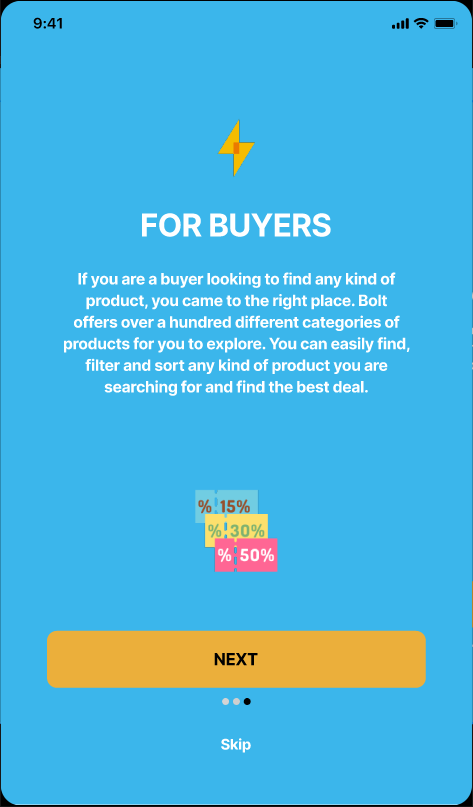 9:41
FOR BUYERS
If you are a buyer looking to find any kind of
product, you came to the right place. Bolt
offers over a hundred different categories of
products for you to explore. You can easily find,
filter and sort any kind of product you are
searching for and find the best deal.
% 15%
% 30%
% 50%
NEXT
Skip